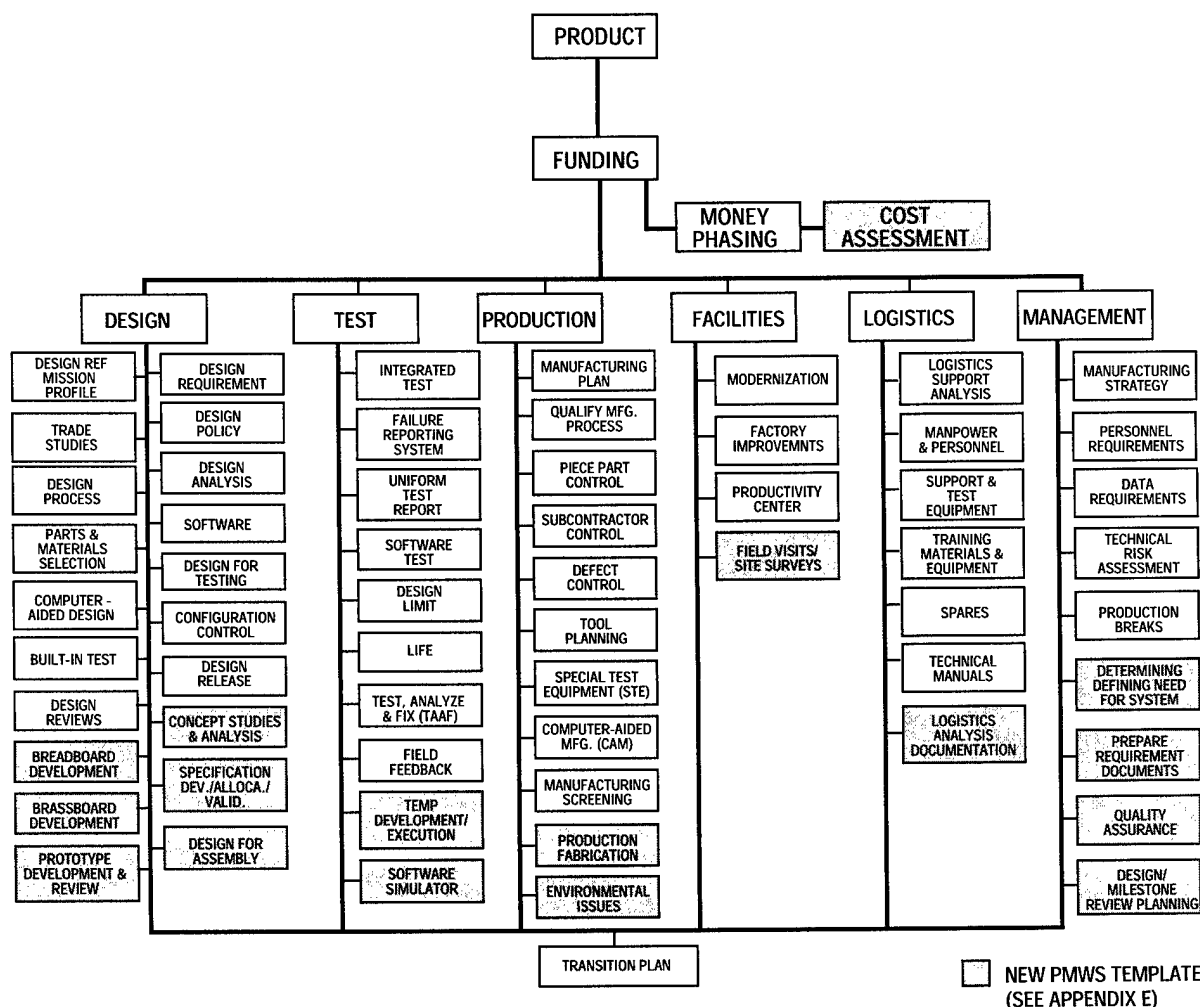 PRODUCT
FUNDING
MONEY
PHASING
COST
ASSESSMENT
DESIGN
TEST
PRODUCTION
FACILITIES
LOGISTICS
MANAGEMENT
DESIGN REF
MISSION
PROFILE
TRADE
STUDIES
DESIGN
PROCESS
PARTS &
MATERIALS
SELECTION
COMPUTER -
AIDED DESIGN
BUILT-IN TEST
DESIGN
REVIEWS
BREADBOARD
DEVELOPMENT
BRASSBOARD
DEVELOPMENT
PROTOTYPE
DEVELOPMENT &
REVIEW
DESIGN
REQUIREMENT
DESIGN
POLICY
DESIGN
ANALYSIS
SOFTWARE
DESIGN FOR
TESTING
CONFIGURATION
CONTROL
DESIGN
RELEASE
CONCEPT STUDIES
& ANALYSIS
SPECIFICATION
DEV./ALLOCA./
VALID.
DESIGN FOR
ASSEMBLY
INTEGRATED
TEST
FAILURE
REPORTING
SYSTEM
UNIFORM
TEST
REPORT
SOFTWARE
TEST
DESIGN
LIMIT
LIFE
TEST, ANALYZE
& FIX (TAAF)
FIELD
FEEDBACK
TEMP
DEVELOPMENT/
EXECUTION
SOFTWARE
SIMULATOR
MANUFACTURING
PLAN
QUALIFY MFG.
PROCESS
PIECE PART
CONTROL
SUBCONTRACTOR
CONTROL
DEFECT
CONTROL
TOOL
PLANNING
SPECIAL TEST
EQUIPMENT (STE)
COMPUTER-AIDED
MFG. (CAM)
MANUFACTURING
SCREENING
PRODUCTION
FABRICATION
ENVIRONMENTAL
ISSUES
MODERNIZATION
FACTORY
IMPROVEMNTS
PRODUCTIVITY
CENTER
FIELD VISITS/
SITE SURVEYS
LOGISTICS
SUPPORT
ANALYSIS
MANPOWER
& PERSONNEL
SUPPORT &
TEST
EQUIPMENT
TRAINING
MATERIALS &
EQUIPMENT
SPARES
TECHNICAL
MANUALS
LOGISTICS
ANALYSIS
DOCUMENTATION
MANUFACTURING
STRATEGY
PERSONNEL
REQUIREMENTS
DATA
REQUIREMENTS
TECHNICAL
RISK
ASSESSMENT
PRODUCTION
BREAKS
DETERMINING
DEFINING NEED
FOR SYSTEM
PREPARE
REQUIREMENT
DOCUMENTS
QUALITY
ASSURANCE
DESIGN/
MILESTONE
REVIEW PLANNING
TRANSITION PLAN
NEW PMWS TEMPLATE
(SEE APPENDIX E)